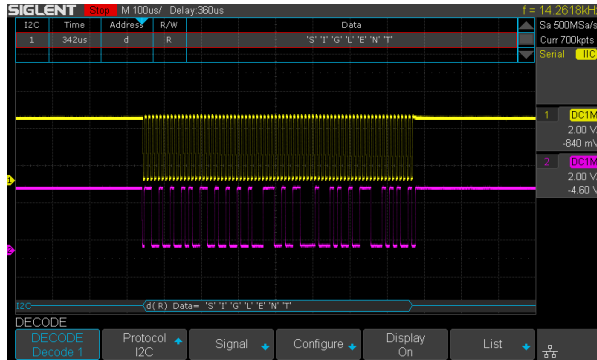 SIGLENT Stop M 100us/ Delay:360us f = 14.2618kHz
I2C Time Address R/W Data Sa 500MSa/s
1 342us d R 'S' 'I' 'G' 'L' 'E' 'N' 'T' Curr 700kpts
Serial IIC
1 DC1M
2.00 V
-840 mV
2 DC1M
2.00 V
-4.60 V
I2C d( R) Data= 'S' 'I' 'G' 'L' 'E' 'N' 'T'
DECODE
DECODE Protocol Signal Configure Display List
Decode 1 I2C On